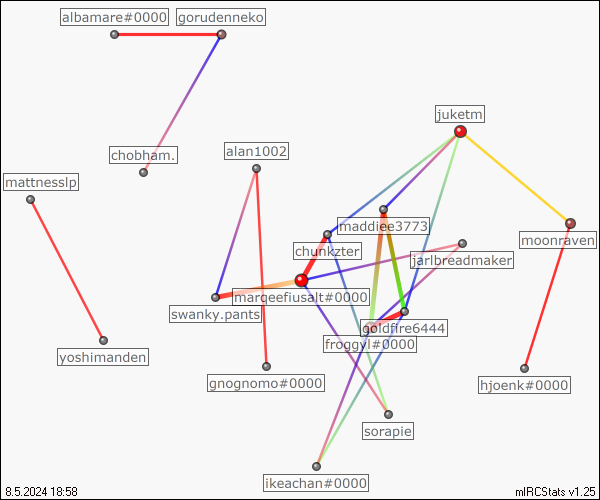 albamare#0000 gorudenneko
juketm
alan1002
chobham.
mattnesslp
maddiee3773
moonraven
chunkzter
jarlbreadmaker
marqeefiusalt#0000
swanky.pants
goldfire6444
froggyl#0000
yoshimanden
gnognomo#0000
hjoenk#0000
sorapie
ikeachan#0000
8.5.2024 18:58
mIRCStats v1.25